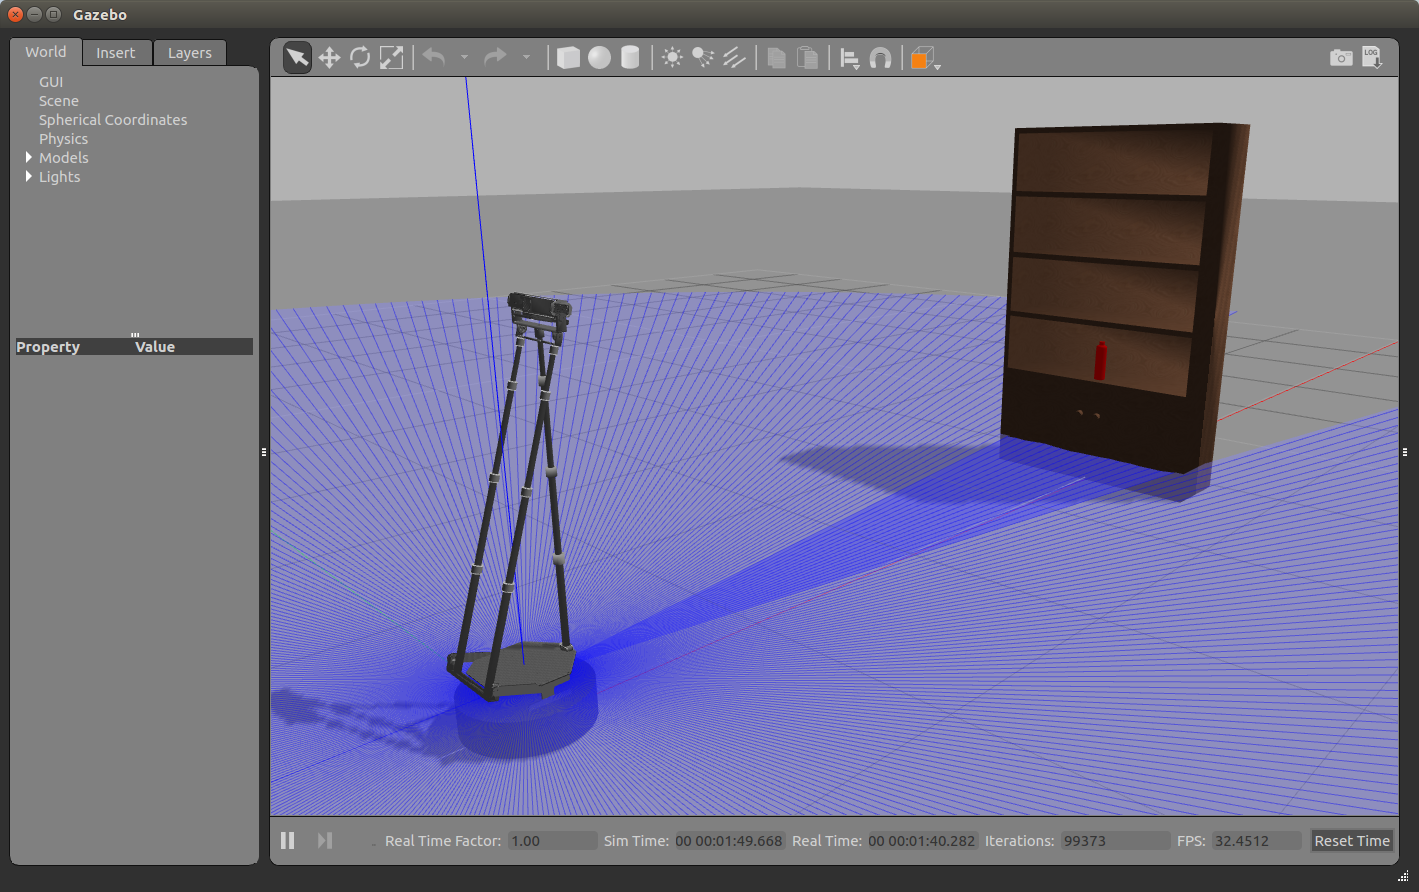 Gazebo
World Insert Layers
GUI
Scene
Spherical Coordinates
Physics
Models
Lights
Property Value
LOG
Real Time Factor: 1.00 Sim Time: 00 00:01:49.668 Real Time: 00 00:01:40.282 Iterations: 99373 FPS: 32.4512 Reset Time